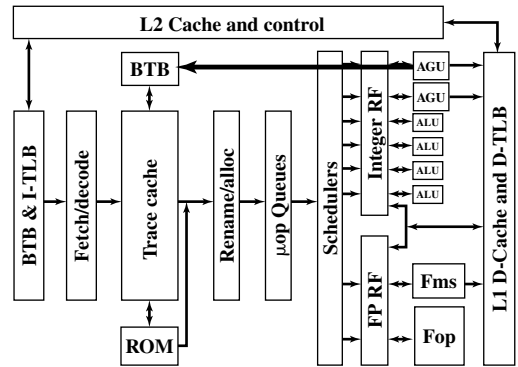 L2 Cache and control
BTB
AGU
AGU
ALU
ALU
ALU
ALU
BTB & I-TLB
Fetch/decode
Trace cache
Rename/alloc
µop Queues
Schedulers
Integer RF
FP RF
L1 D-Cache and D-TLB
ROM
Fms
Fop